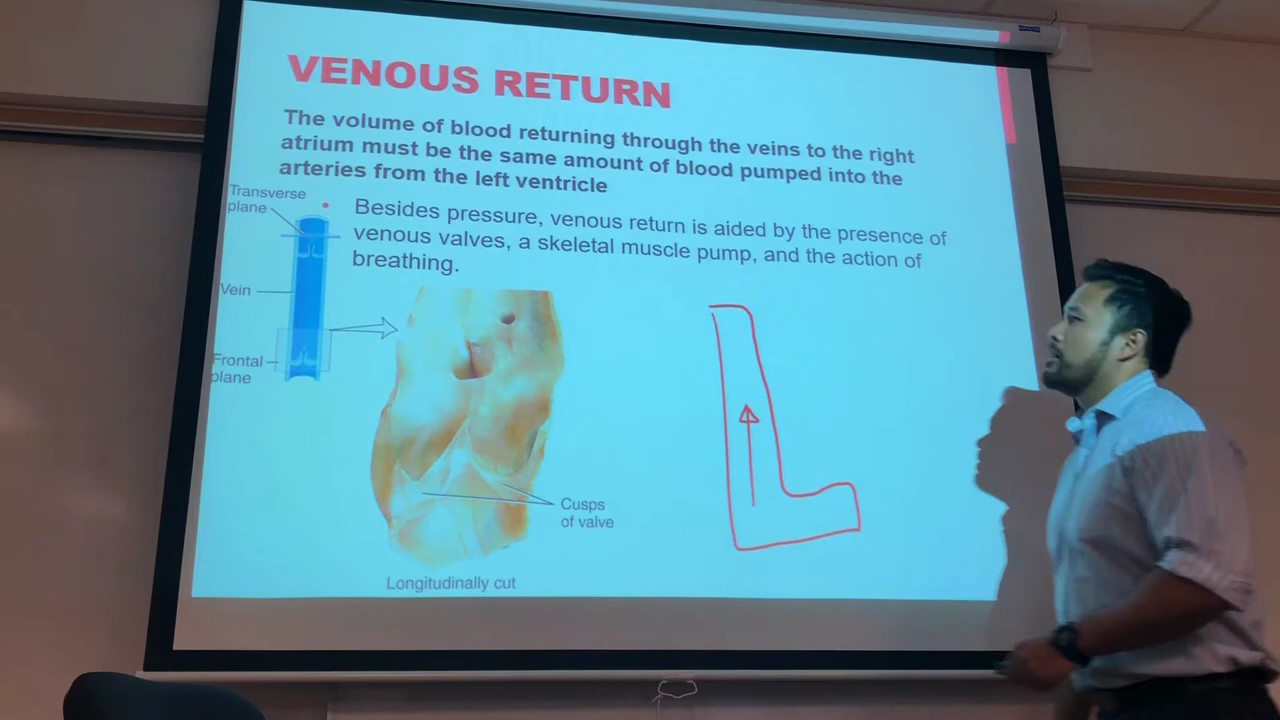 VENOUS RETURN
The volume of blood returning through the veins to the right
atrium must be the same amount of blood pumped into the
arteries from the left ventricle
Transverse
plane
Besides pressure, venous return is aided by the presence of
venous valves, a skeletal muscle pump, and the action of
breathing.
Vein
Frontal
plane
Cusps
of valve
Longitudinally cut